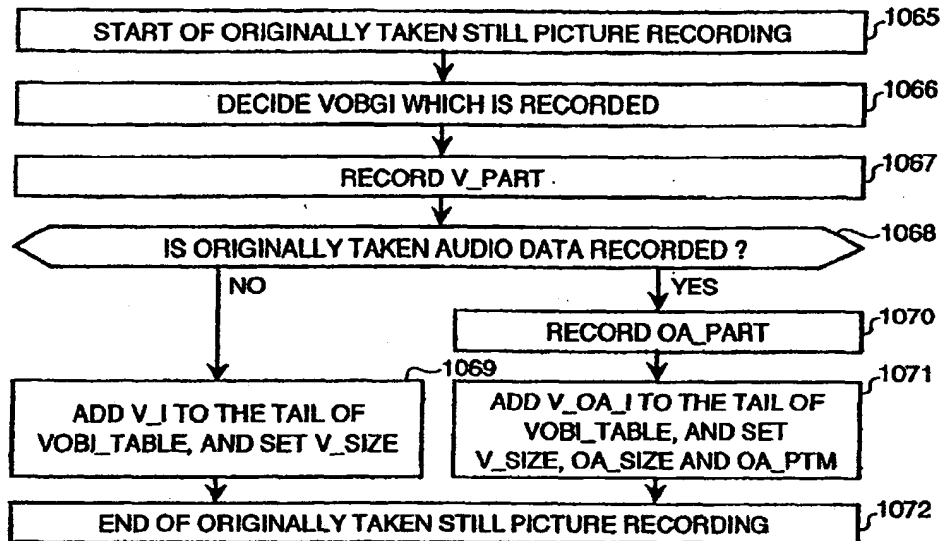 START OF ORIGINALLY TAKEN STILL PICTURE RECORDING
1065
DECIDE VOBGI WHICH IS RECORDED
1066
RECORD V_PART
1067
IS ORIGINALLY TAKEN AUDIO DATA RECORDED ?
1068
NO
YES
RECORD OA_PART
1070
1069
1071
ADD V_I TO THE TAIL OF
VOBI_TABLE, AND SET V_SIZE
ADD V_OA_I TO THE TAIL OF
VOBI_TABLE, AND SET
V_SIZE, OA_SIZE AND OA_PTM
END OF ORIGINALLY TAKEN STILL PICTURE RECORDING
1072